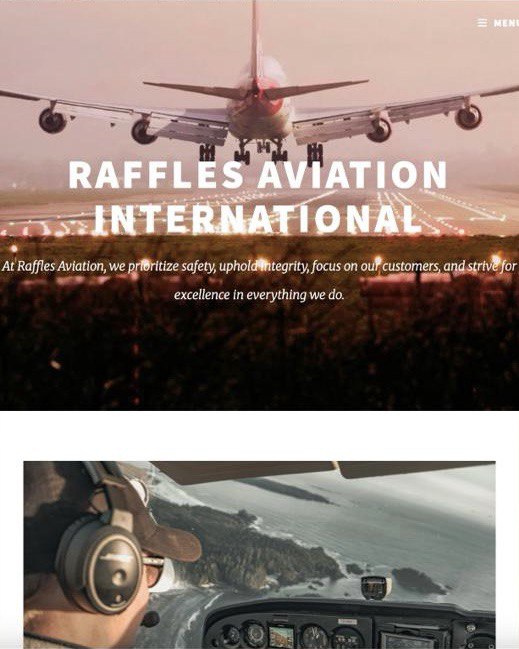 ☰ MENU
RAFFLES AVIATION
INTERNATIONAL
At Raffles Aviation, we prioritize safety, uphold integrity, focus on our customers, and strive for
excellence in everything we do.